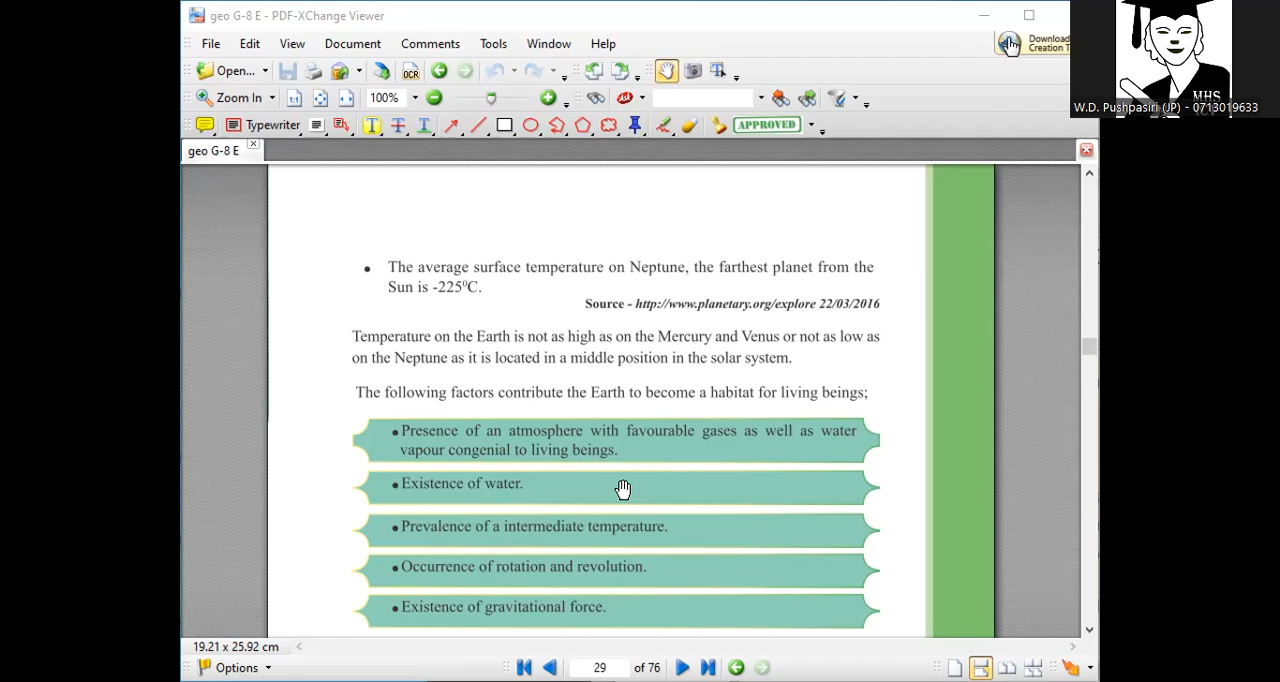 geo G-8 E - PDF-XChange Viewer
File Edit View Document Comments Tools Window Help
Download
Creation T
Open...
OCR
Zoom In
100%
Typewriter
T T T
APPROVED
MHS
ICT
W.D. Pushpasiri (JP) - 0713019633
geo G-8 E
• The average surface temperature on Neptune, the farthest planet from the
Sun is -225⁰C.
Source - http://www.planetary.org/explore 22/03/2016
Temperature on the Earth is not as high as on the Mercury and Venus or not as low as
on the Neptune as it is located in a middle position in the solar system.
The following factors contribute the Earth to become a habitat for living beings;
•Presence of an atmosphere with favourable gases as well as water
vapour congenial to living beings.
•Existence of water.
•Prevalence of a intermediate temperature.
•Occurrence of rotation and revolution.
•Existence of gravitational force.
19.21 x 25.92 cm
Options
29 of 76